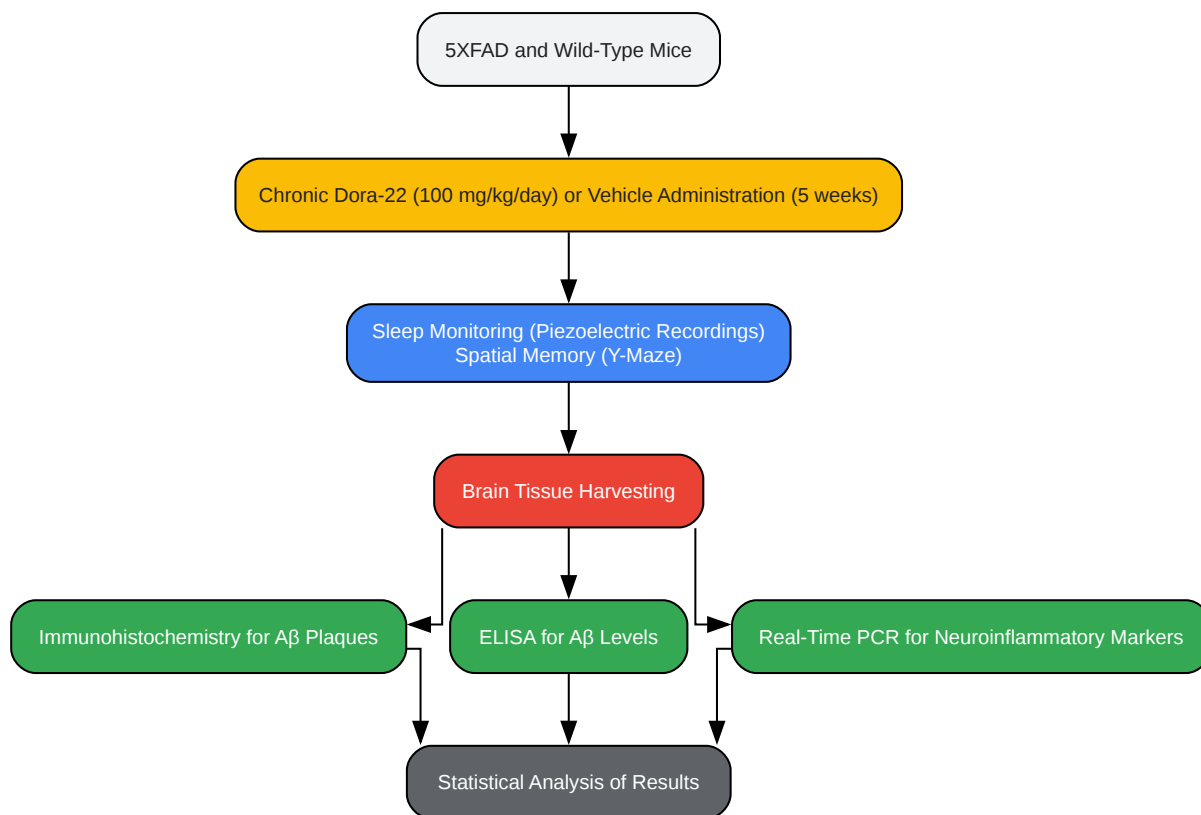 5XFAD and Wild-Type Mice
Chronic Dora-22 (100 mg/kg/day) or Vehicle Administration (5 weeks)
Sleep Monitoring (Piezoelectric Recordings)
Spatial Memory (Y-Maze)
Brain Tissue Harvesting
Immunohistochemistry for Aβ Plaques
ELISA for Aβ Levels
Real-Time PCR for Neuroinflammatory Markers
Statistical Analysis of Results